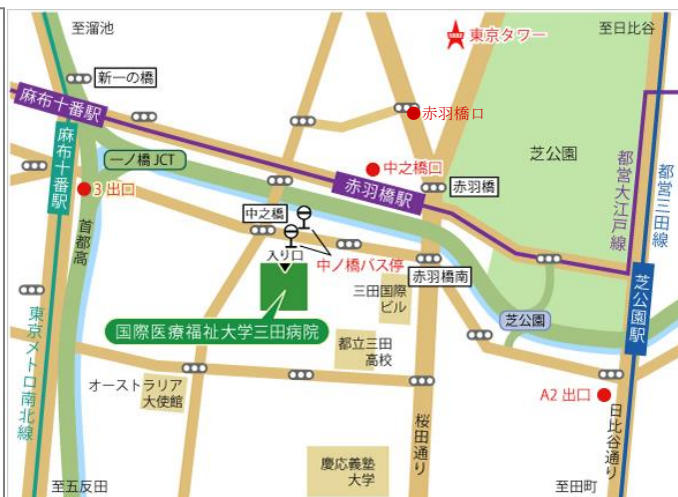 至溜池
東京タワー
至日比谷
新一の橋
麻布十番駅
赤羽橋口
麻布十番駅
一ノ橋 JCT
中之橋口
赤羽橋
芝公園
赤羽橋駅
3 出口
都営大江戸線
都営三田線
中之橋
首都高
入り口
中ノ橋バス停
赤羽橋南
三田国際
ビル
芝公園
芝公園駅
国際医療福祉大学三田病院
東京メトロ南北線
都立三田
高校
オーストラリア
大使館
A2 出口
桜田通り
日比谷通り
慶応義塾
大学
至五反田
至田町